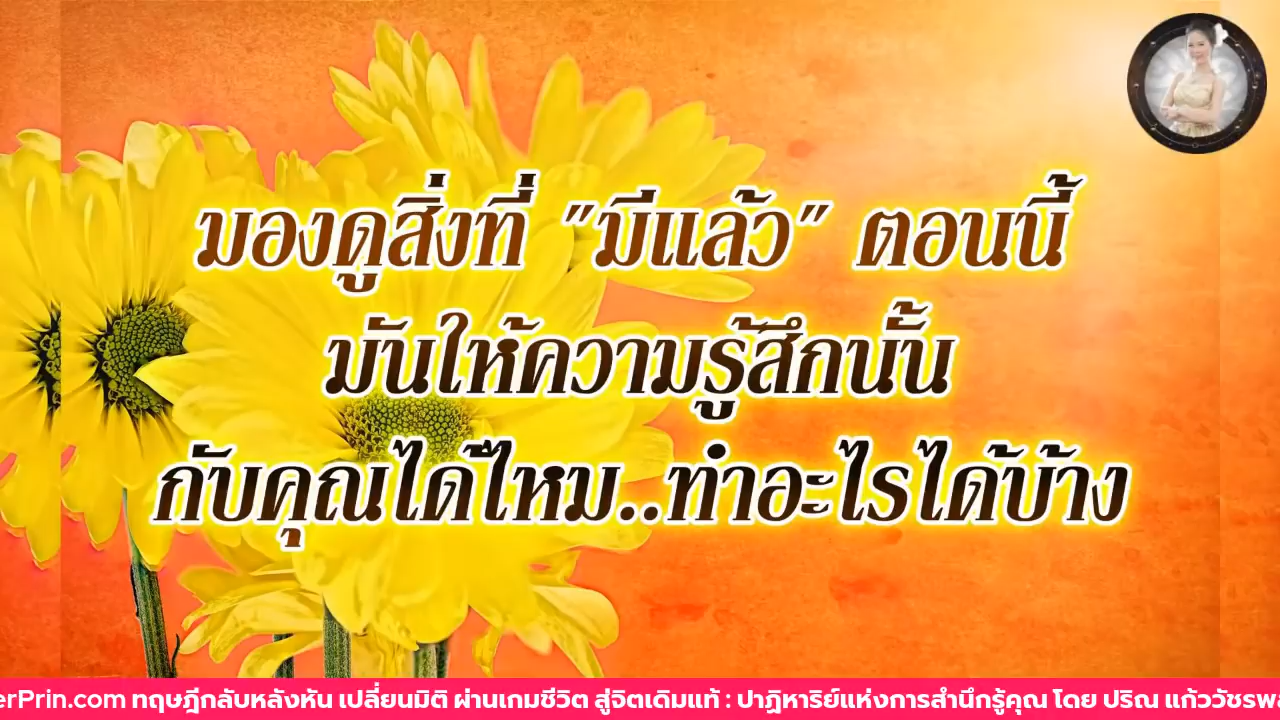 มองดูสิ่งที่ "มีแล้ว" ตอนนี้
มันให้ความรู้สึกนั้น
กับคุณได้ไหม..ทำอะไรได้บ้าง
erPrin.com ทฤษฎีกลับหลังหัน เปลี่ยนมิติ ผ่านเกมชีวิต สู่จิตเดิมแท้ : ปาฏิหาริย์แห่งการสำนึกรู้คุณ โดย ปริณ แก้ววัชรพ